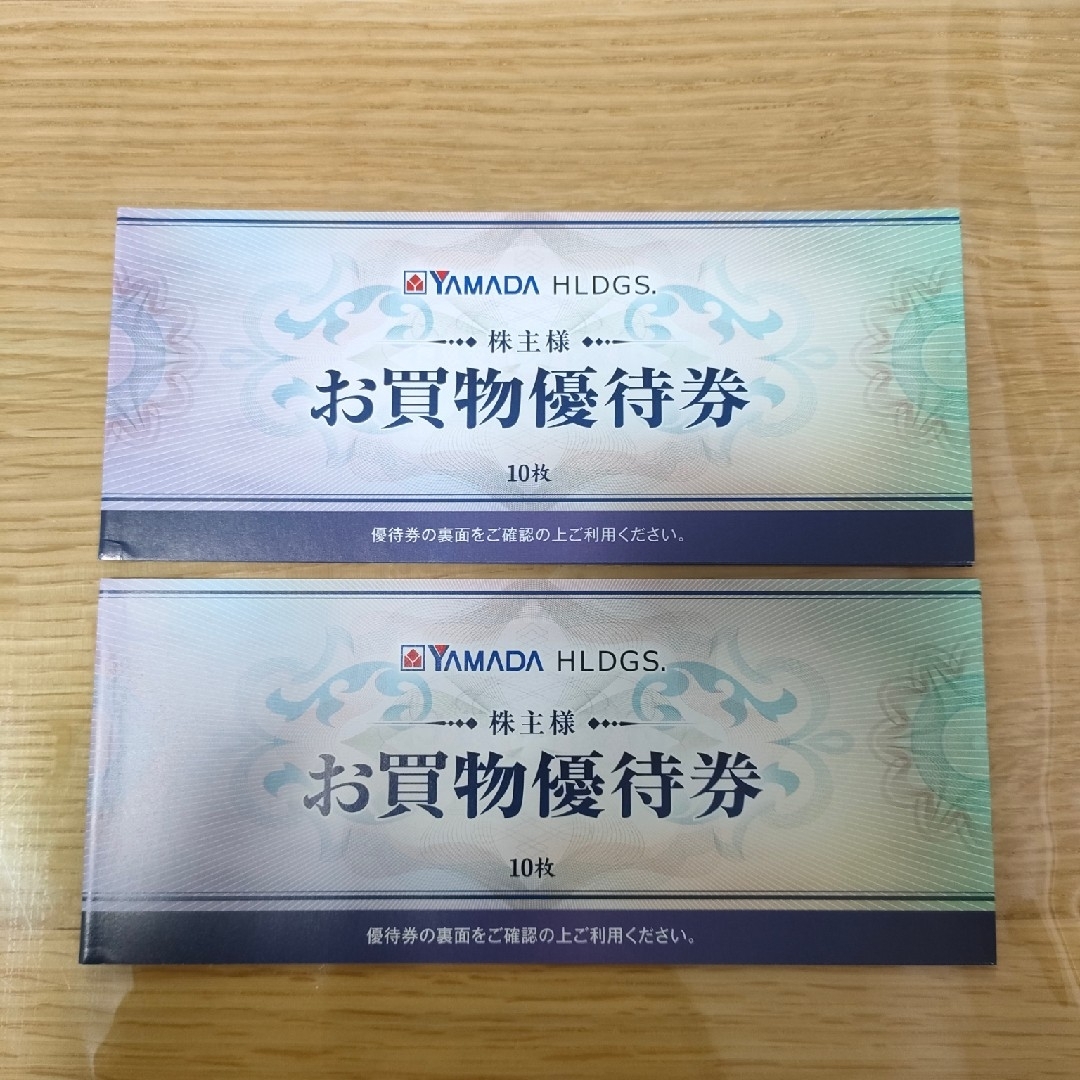 YAMADA HLDGS.
株主様
お買物優待券
10枚
優待券の裏面をご確認の上ご利用ください。
YAMADA HLDGS.
株主様
お買物優待券
10枚
優待券の裏面をご確認の上ご利用ください。